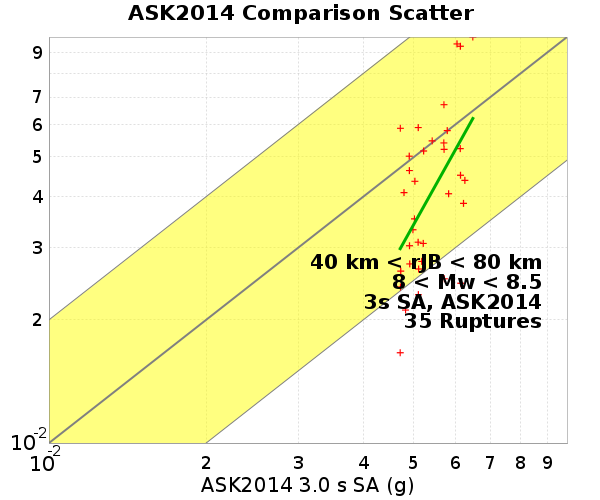 ASK2014 Comparison Scatter
9
7
6
5
4
3
2
10-2
40 km < rJB < 80 km
8 < Mw < 8.5
3s SA, ASK2014
35 Ruptures
10-2 2 3 4 5 6 7 8 9
ASK2014 3.0 s SA (g)